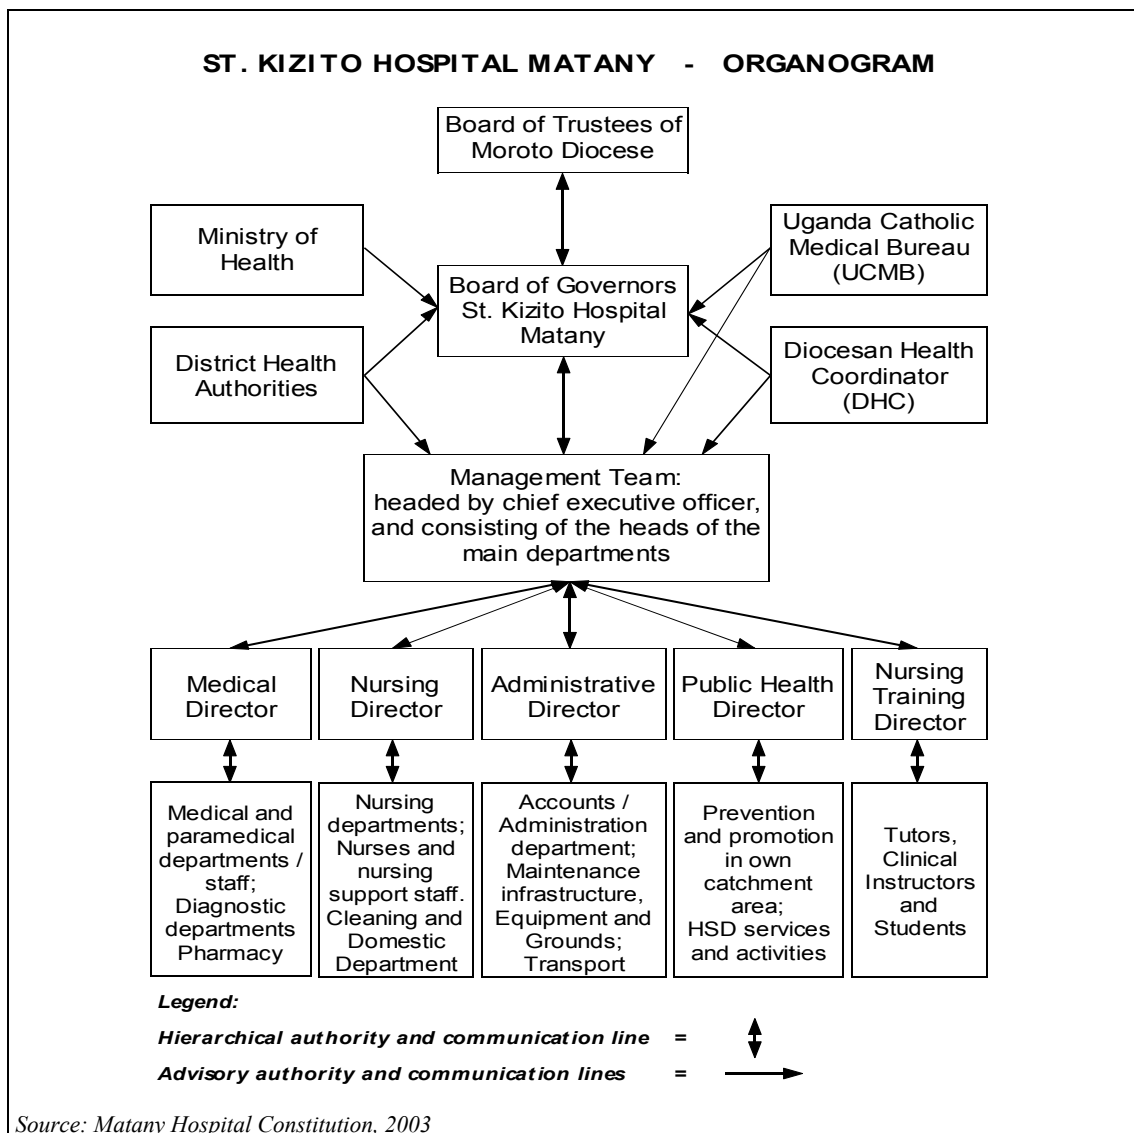 ST. KIZITO HOSPITAL MATANY - ORGANOGRAM
Board of Trustees of
Moroto Diocese
Ministry of
Health
Uganda Catholic
Medical Bureau
(UCMB)
Board of Governors
St. Kizito Hospital
Matany
District Health
Authorities
Diocesan Health
Coordinator
(DHC)
Management Team:
headed by chief executive officer,
and consisting of the heads of the
main departments
Medical
Director
Nursing
Director
Administrative
Director
Public Health
Director
Nursing
Training
Director
Medical and
paramedical
departments /
staff;
Diagnostic
departments
Pharmacy
Nursing
departments;
Nurses and
nursing
support staff.
Cleaning and
Domestic
Department
Accounts /
Administration
department;
Maintenance
infrastructure,
Equipment and
Grounds;
Transport
Prevention
and promotion
in own
catchment
area;
HSD services
and activities
Tutors,
Clinical
Instructors
and
Students
Legend:
Hierarchical authority and communication line =
Advisory authority and communication lines =
Source: Matany Hospital Constitution, 2003